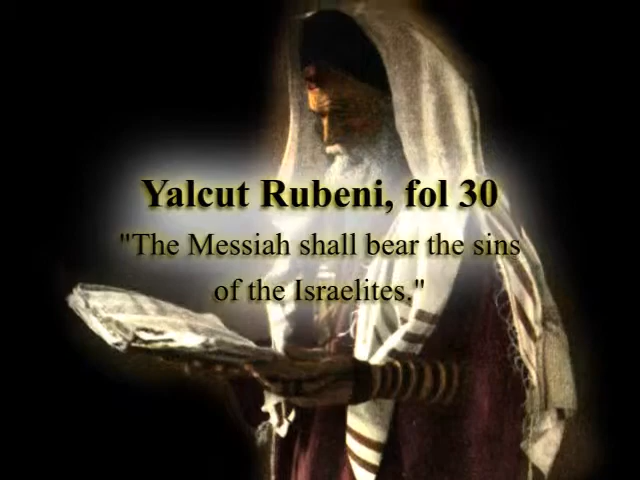 Yalcut Rubeni, fol 30
"The Messiah shall bear the sins
of the Israelites."